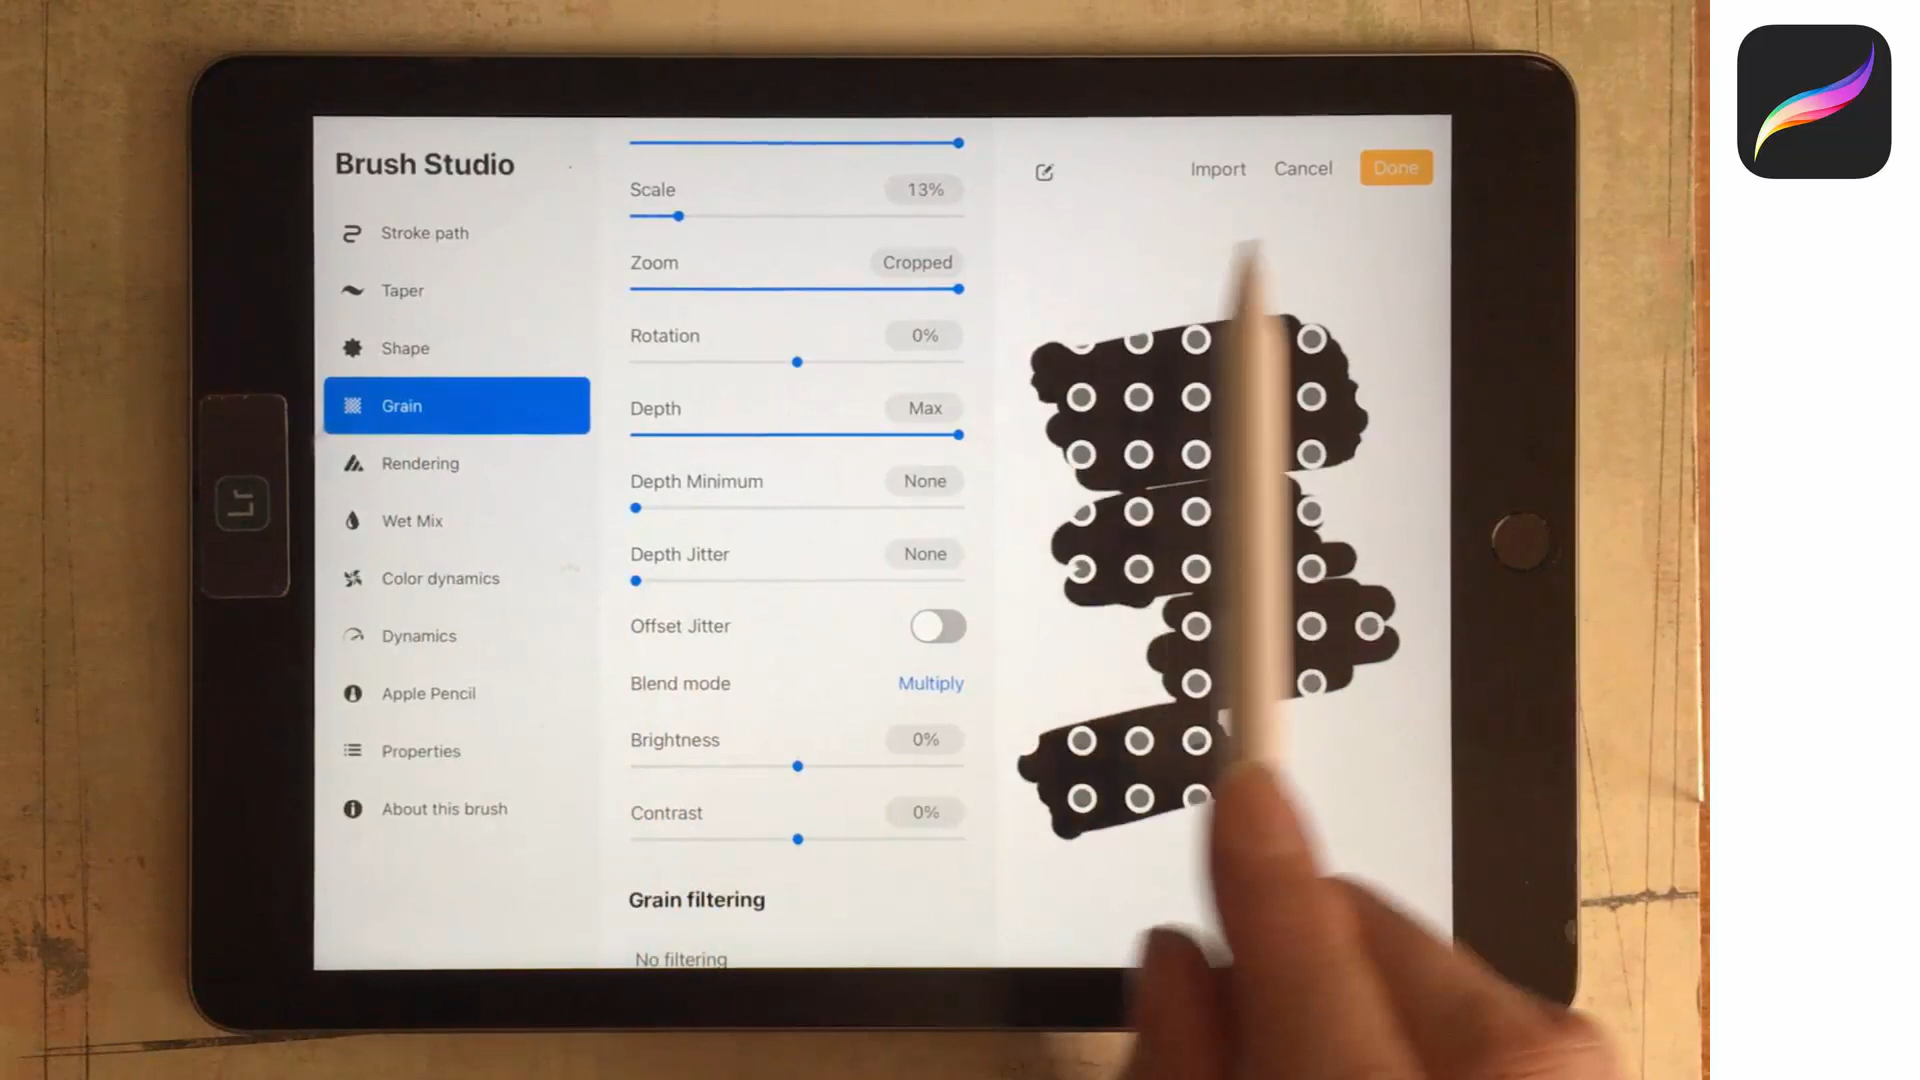 Brush Studio
Stroke path
Taper
Shape
Grain
Rendering
Wet Mix
Color dynamics
Dynamics
Apple Pencil
Properties
About this brush
Scale 13%
Zoom Cropped
Rotation 0%
Depth Max
Depth Minimum None
Depth Jitter None
Offset Jitter
Blend mode Multiply
Brightness 0%
Contrast 0%
Grain filtering
No filtering
Import Cancel Done
Lr